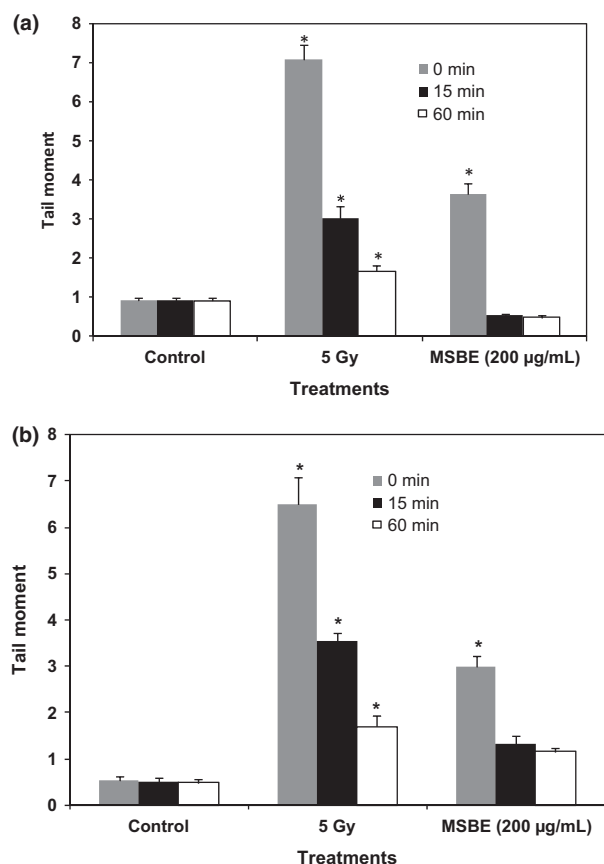 (a)
8
7
6
5
4
3
2
1
0
Tail moment
*
*
*
*
0 min
15 min
60 min
Control
5 Gy
MSBE (200 µg/mL)
Treatments
(b)
8
7
6
5
4
3
2
1
0
Tail moment
*
*
*
*
0 min
15 min
60 min
Control
5 Gy
MSBE (200 µg/mL)
Treatments